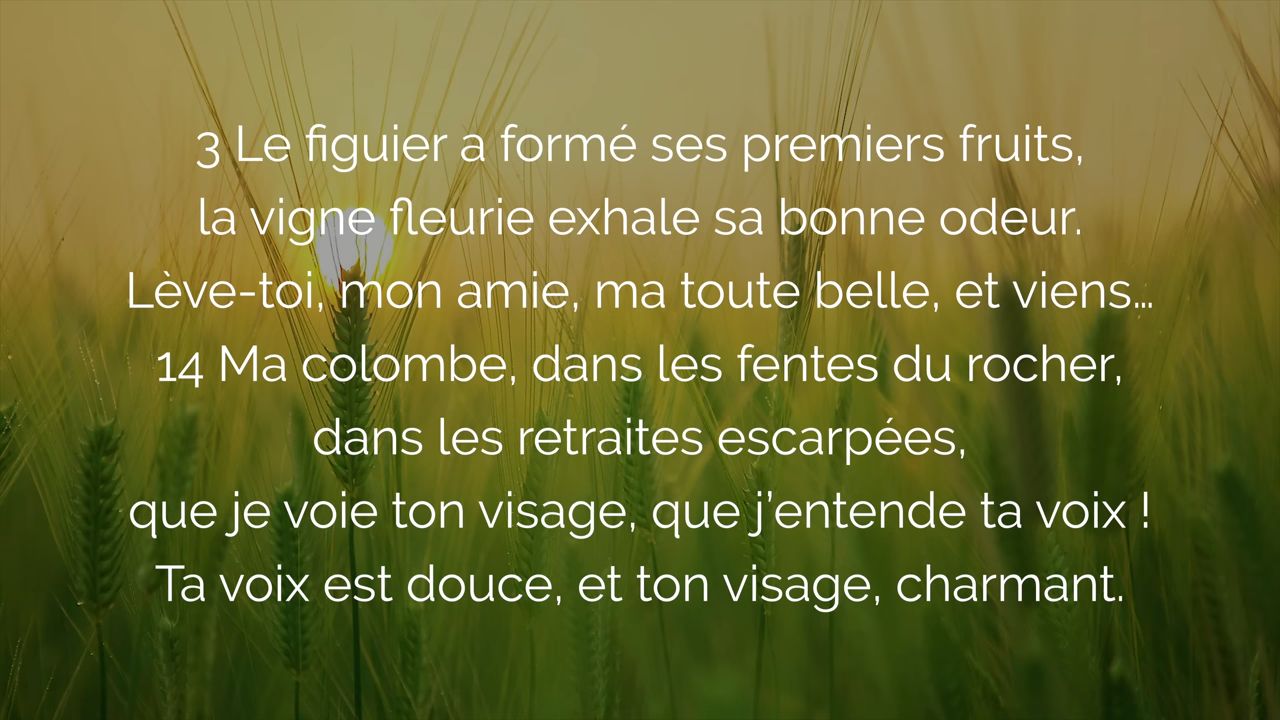 3 Le figuier a formé ses premiers fruits,
la vigne fleurie exhale sa bonne odeur.
Lève-toi, mon amie, ma toute belle, et viens…
14 Ma colombe, dans les fentes du rocher,
dans les retraites escarpées,
que je voie ton visage, que j’entende ta voix !
Ta voix est douce, et ton visage, charmant.